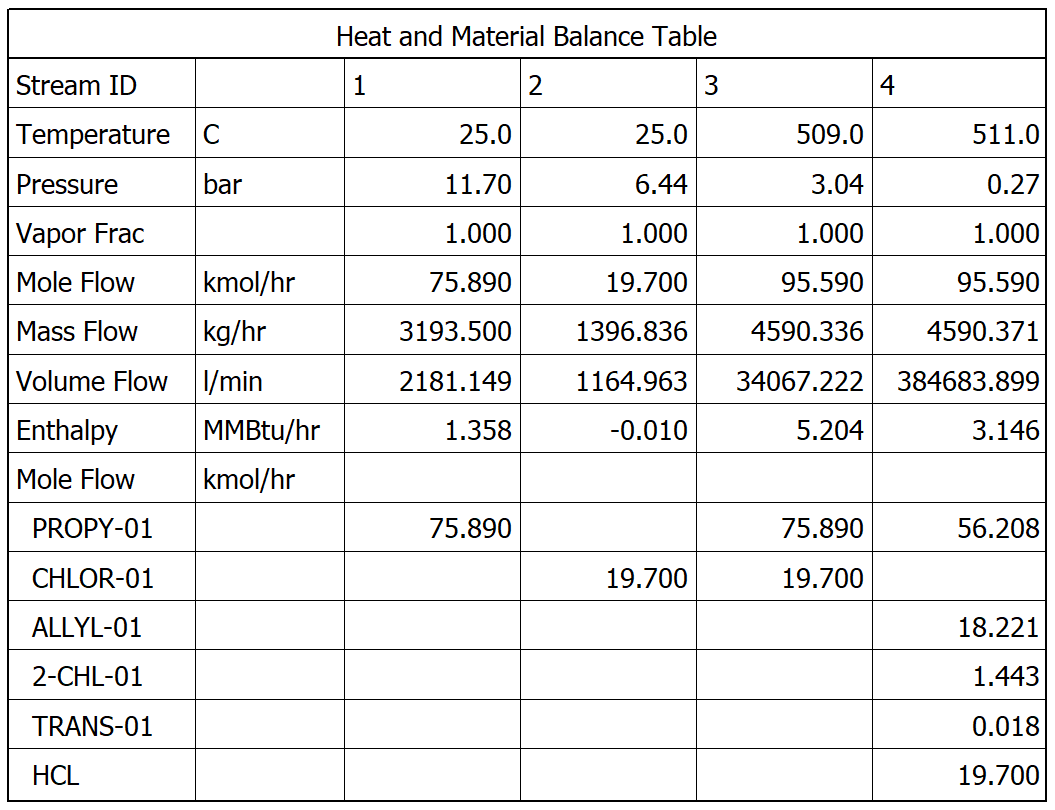 Heat and Material Balance Table
Stream ID 1 2 3 4
Temperature C 25.0 25.0 509.0 511.0
Pressure bar 11.70 6.44 3.04 0.27
Vapor Frac 1.000 1.000 1.000 1.000
Mole Flow kmol/hr 75.890 19.700 95.590 95.590
Mass Flow kg/hr 3193.500 1396.836 4590.336 4590.371
Volume Flow l/min 2181.149 1164.963 34067.222 384683.899
Enthalpy MMBtu/hr 1.358 -0.010 5.204 3.146
Mole Flow kmol/hr
PROPY-01 75.890 75.890 56.208
CHLOR-01 19.700 19.700
ALLYL-01 18.221
2-CHL-01 1.443
TRANS-01 0.018
HCL 19.700